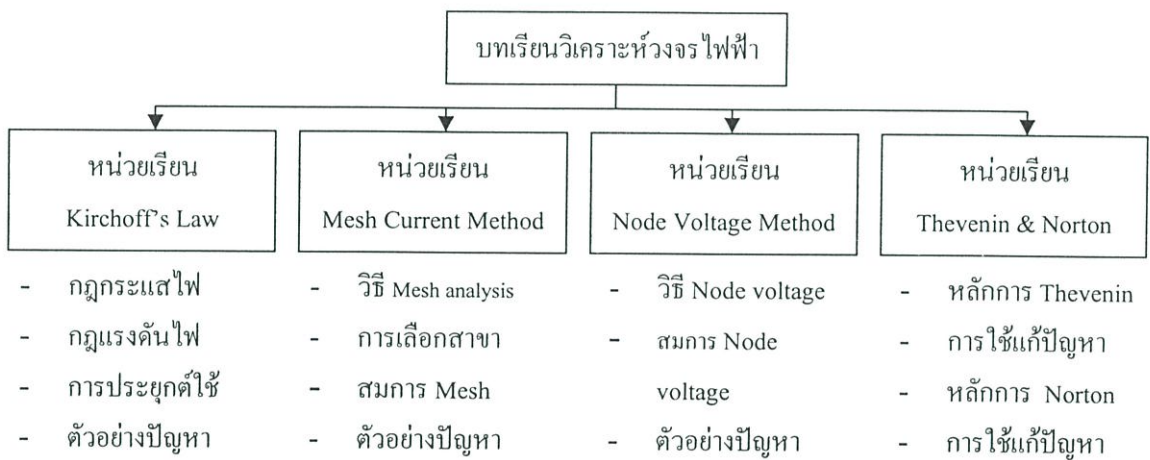 บทเรียนวิเคราะห์วงจรไฟฟ้า
หน่วยเรียน
Kirchoff's Law
- กฎกระแสไฟ
- กฎแรงดันไฟ
- การประยุกต์ใช้
- ตัวอย่างปัญหา
หน่วยเรียน
Mesh Current Method
- วิธี Mesh analysis
- การเลือกสาขา
- สมการ Mesh
- ตัวอย่างปัญหา
หน่วยเรียน
Node Voltage Method
- วิธี Node voltage
- สมการ Node
voltage
- ตัวอย่างปัญหา
หน่วยเรียน
Thevenin & Norton
- หลักการ Thevenin
- การใช้แก้ปัญหา
- หลักการ Norton
- การใช้แก้ปัญหา